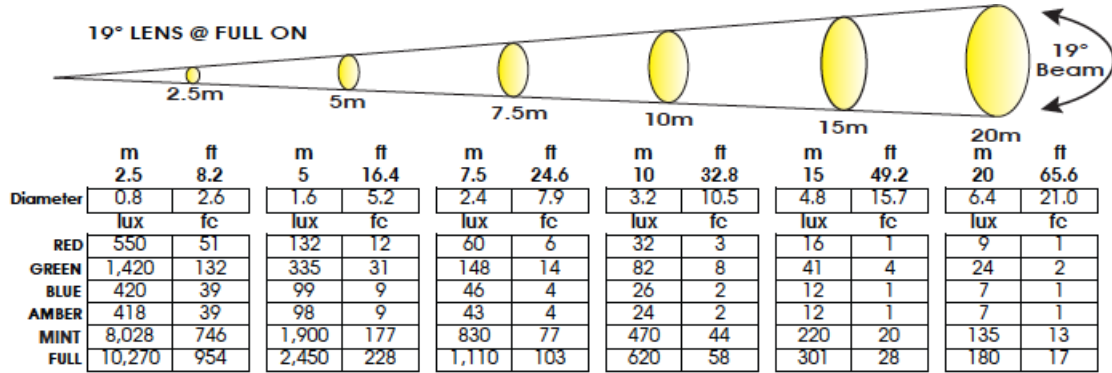 19° LENS @ FULL ON
19°
Beam
2.5m
5m
7.5m
10m
15m
20m
m ft m ft m ft m ft m ft m ft
2.5 8.2 5 16.4 7.5 24.6 10 32.8 15 49.2 20 65.6
Diameter 0.8 2.6 1.6 5.2 2.4 7.9 3.2 10.5 4.8 15.7 6.4 21.0
lux fc lux fc lux fc lux fc lux fc lux fc
RED 550 51 132 12 60 6 32 3 16 1 9 1
GREEN 1,420 132 335 31 148 14 82 8 41 4 24 2
BLUE 420 39 99 9 46 4 26 2 12 1 7 1
AMBER 418 39 98 9 43 4 24 2 12 1 7 1
MINT 8,028 746 1,900 177 830 77 470 44 220 20 135 13
FULL 10,270 954 2,450 228 1,110 103 620 58 301 28 180 17